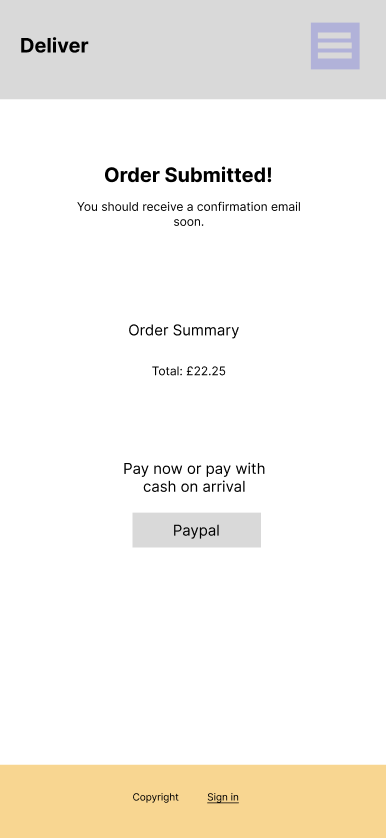 Deliver
Order Submitted!
You should receive a confirmation email
soon.
Order Summary
Total: £22.25
Pay now or pay with
cash on arrival
Paypal
Copyright Sign in